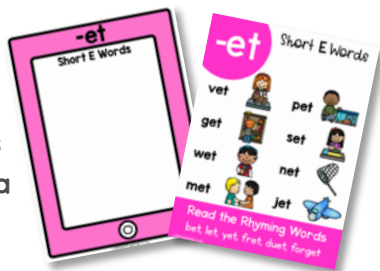 -et
Short E Words
s
a
-et
Short E Words
vet
pet
get
set
wet
net
met
jet
Read the Rhyming Words
bet, let, yet, fret, duet, forget